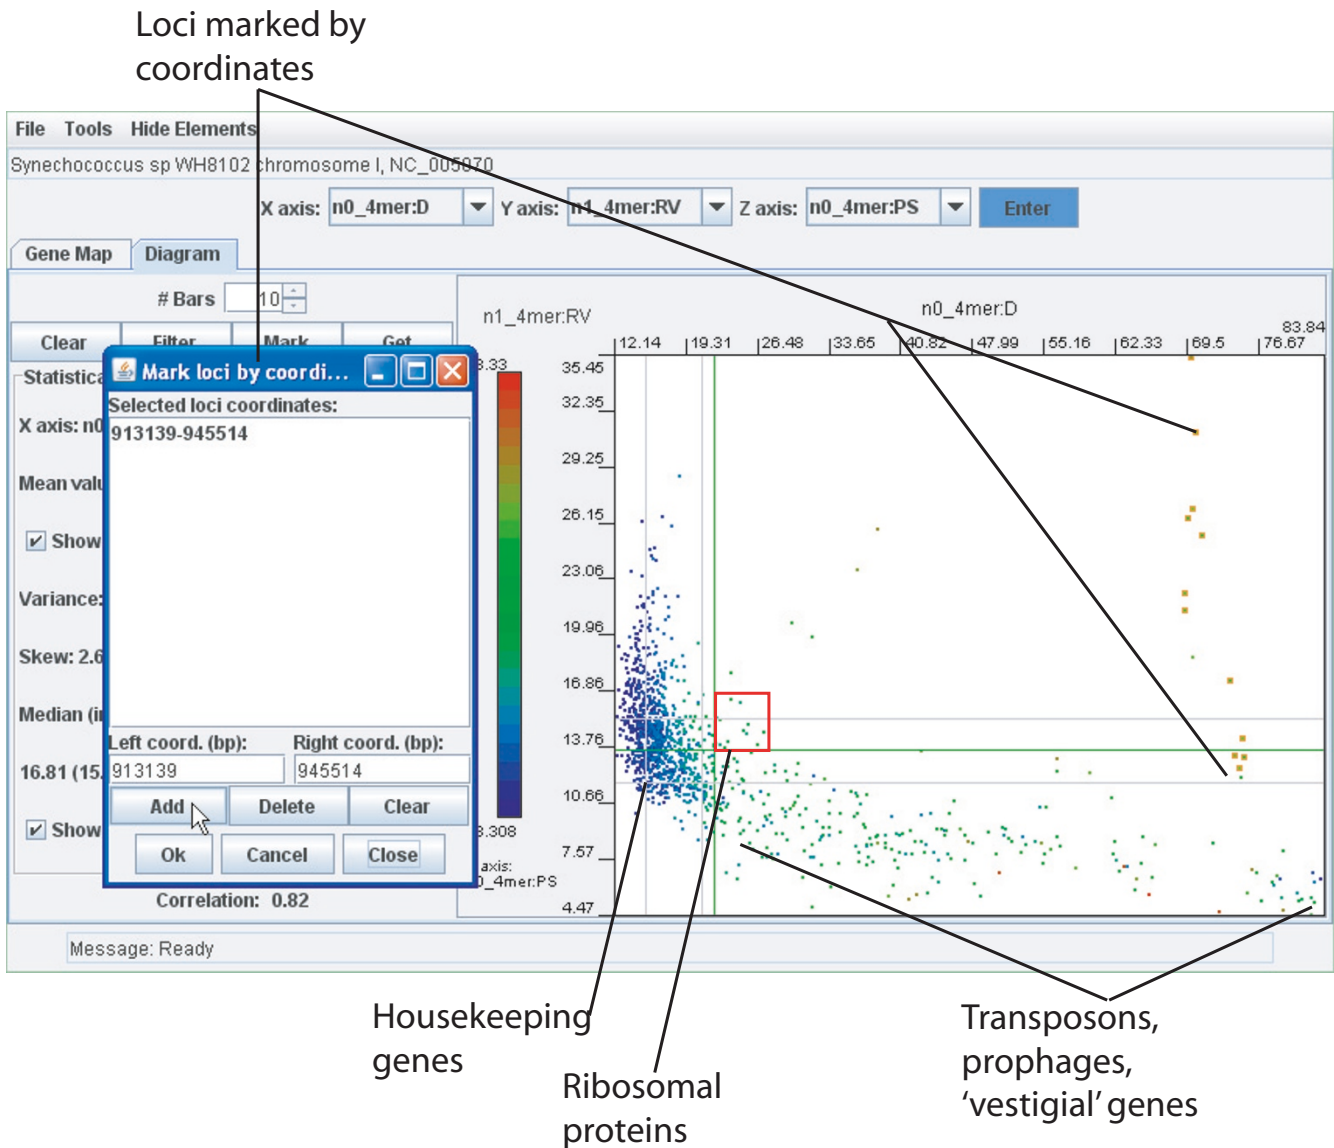 Loci marked by
coordinates
File Tools Hide Elements
Synechococcus sp WH8102 chromosome I, NC_005070
X axis: n0_4mer:D Y axis: n1_4mer:RV Z axis: n0_4mer:PS Enter
Gene Map Diagram
# Bars 10
Clear Filter Mark Get
Mark loci by coordi...
Selected loci coordinates:
913139-945514
Left coord. (bp): Right coord. (bp):
913139 945514
Add Delete Clear
Ok Cancel Close
X axis: n0
Show
Variance:
Skew: 2.6
Median (i
16.81 (15.
Show
Correlation: 0.82
n1_4mer:RV
n0_4mer:D
83.84
12.14 19.31 26.48 33.65 40.82 47.99 55.16 62.33 69.5 76.67
35.45
32.35
29.25
26.15
23.06
19.96
16.86
13.76
10.66
7.57
4.47
3.33
3.308
axis:
0_4mer:PS
Message: Ready
Housekeeping
genes
Ribosomal
proteins
Transposons,
prophages,
‘vestigial’ genes